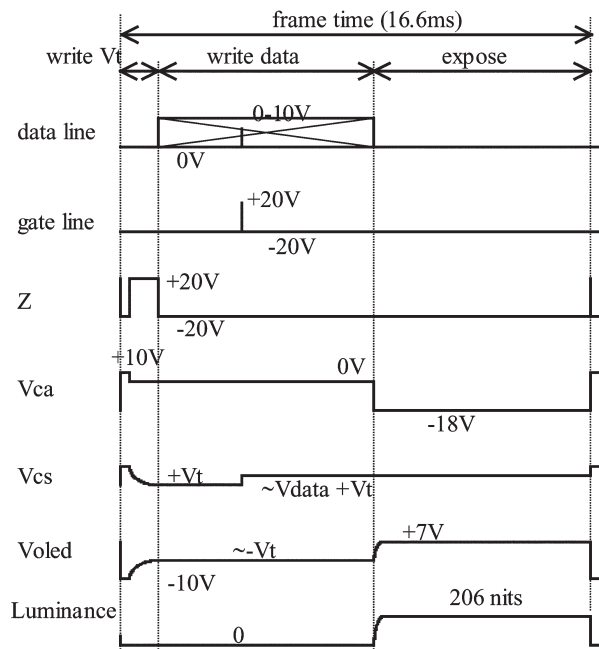 frame time (16.6ms)
write Vt write data expose
data line 0-10V
0V
gate line +20V
-20V
Z +20V
-20V
+10V 0V
Vca
-18V
Vcs +Vt ~Vdata +Vt
Voled ~-Vt +7V
-10V
Luminance 206 nits
0